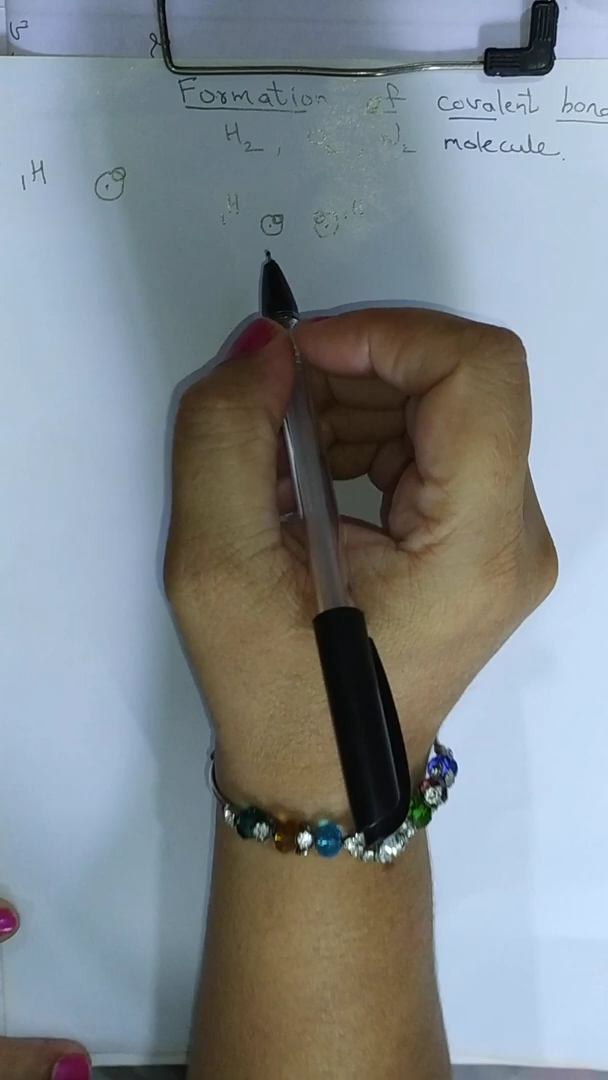 Formation of covalent bond
H₂, molecule.
₁H
₁H